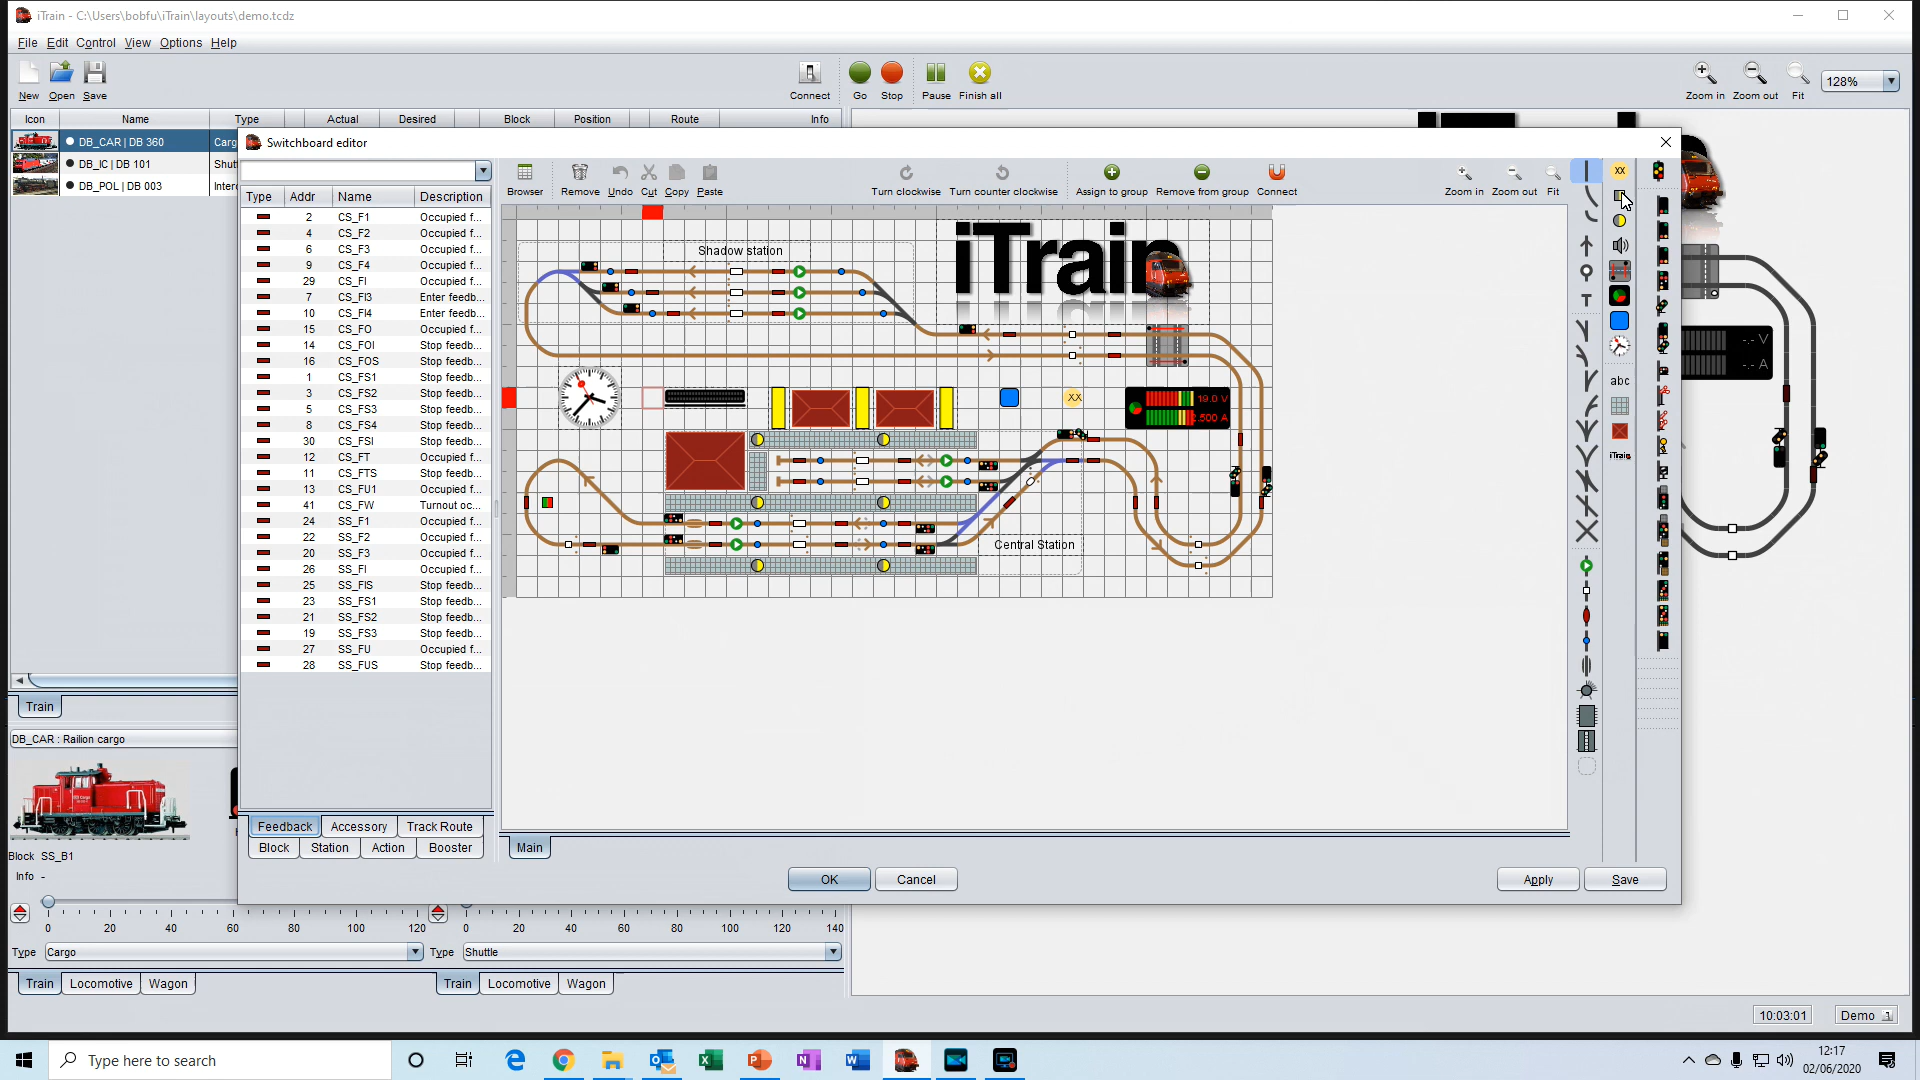 iTrain - C:\Users\bobfu\iTrain\layouts\demo.tcdz
File Edit Control View Options Help
New Open Save Connect Go Stop Pause Finish all Zoom in Zoom out Fit 128%
Icon Name Type Actual Desired Block Position Route Info
DB_CAR | DB 360 Carg
DB_IC | DB 101 Shutt
DB_POL | DB 003 Interc
Switchboard editor
Browser Remove Undo Cut Copy Paste Turn clockwise Turn counter clockwise Assign to group Remove from group Connect Zoom in Zoom out Fit
Type Addr Name Description
2 CS_F1 Occupied f...
4 CS_F2 Occupied f...
6 CS_F3 Occupied f...
9 CS_F4 Occupied f...
29 CS_FI Occupied f...
7 CS_FI3 Enter feedb...
10 CS_FI4 Enter feedb...
15 CS_FO Occupied f...
14 CS_FOI Stop feedb...
16 CS_FOS Stop feedb...
1 CS_FS1 Stop feedb...
3 CS_FS2 Stop feedb...
5 CS_FS3 Stop feedb...
8 CS_FS4 Stop feedb...
30 CS_FSI Stop feedb...
12 CS_FT Occupied f...
11 CS_FTS Stop feedb...
13 CS_FU1 Occupied f...
41 CS_FW Turnout oc...
24 SS_F1 Occupied f...
22 SS_F2 Occupied f...
20 SS_F3 Occupied f...
26 SS_FI Occupied f...
25 SS_FIS Stop feedb...
23 SS_FS1 Stop feedb...
21 SS_FS2 Stop feedb...
19 SS_FS3 Stop feedb...
27 SS_FU Occupied f...
28 SS_FUS Stop feedb...
Shadow station
iTrain
XX
19.0 V
.500 A
Central Station
XX
abc
iTrain
-.- V
-.- A
Feedback Accessory Track Route
Block Station Action Booster
Main
OK Cancel Apply Save
Train
DB_CAR : Railion cargo
Block SS_B1
Info -
0 20 40 60 80 100 120
0 20 40 60 80 100 120 140
Type Cargo Type Shuttle
Train Locomotive Wagon Train Locomotive Wagon
10:03:01 Demo
Type here to search
12:17
02/06/2020